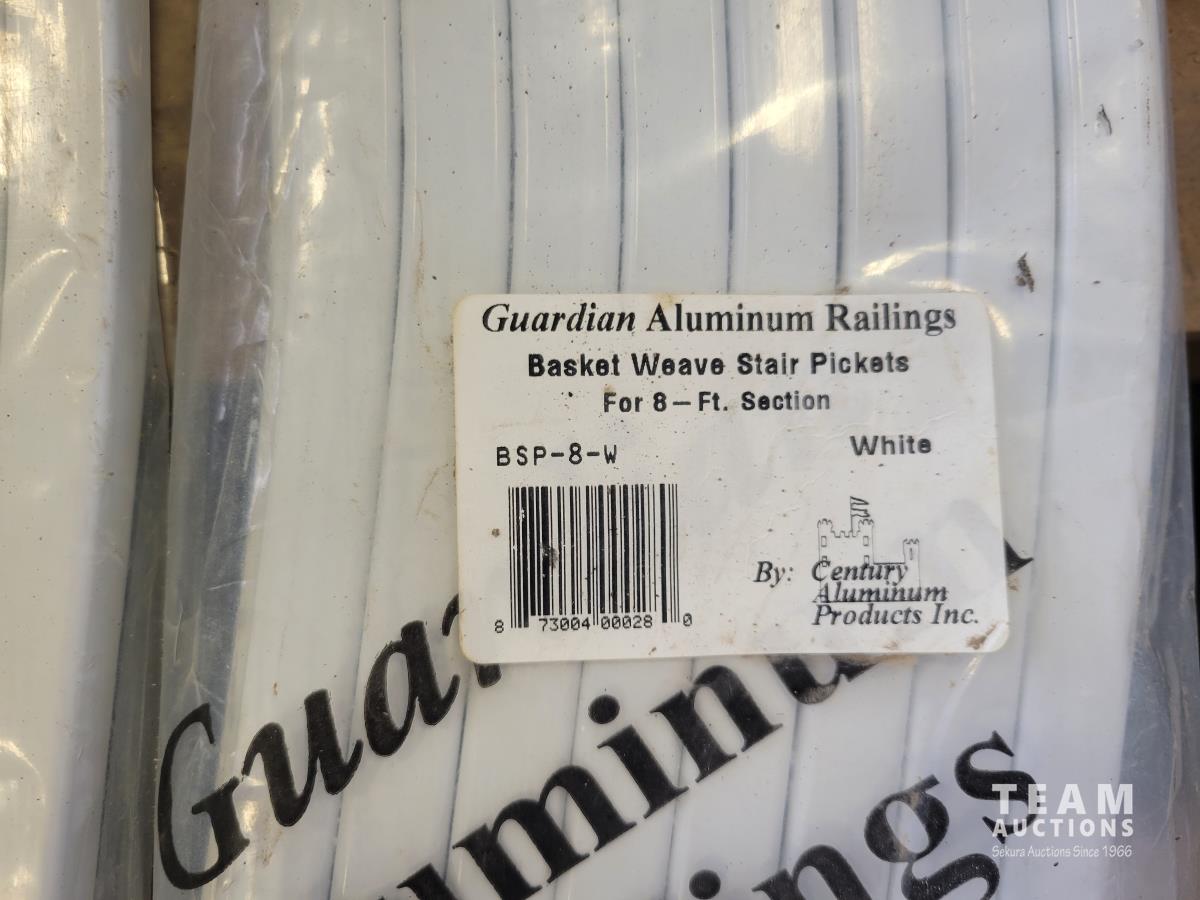 Guardian Aluminum Railings
Basket Weave Stair Pickets
For 8-Ft. Section
BSP-8-W
White
8 73004 00028 0
By: Century
Aluminum
Products Inc.
TEAM
AUCTIONS
Sekura Auctions Since 1966